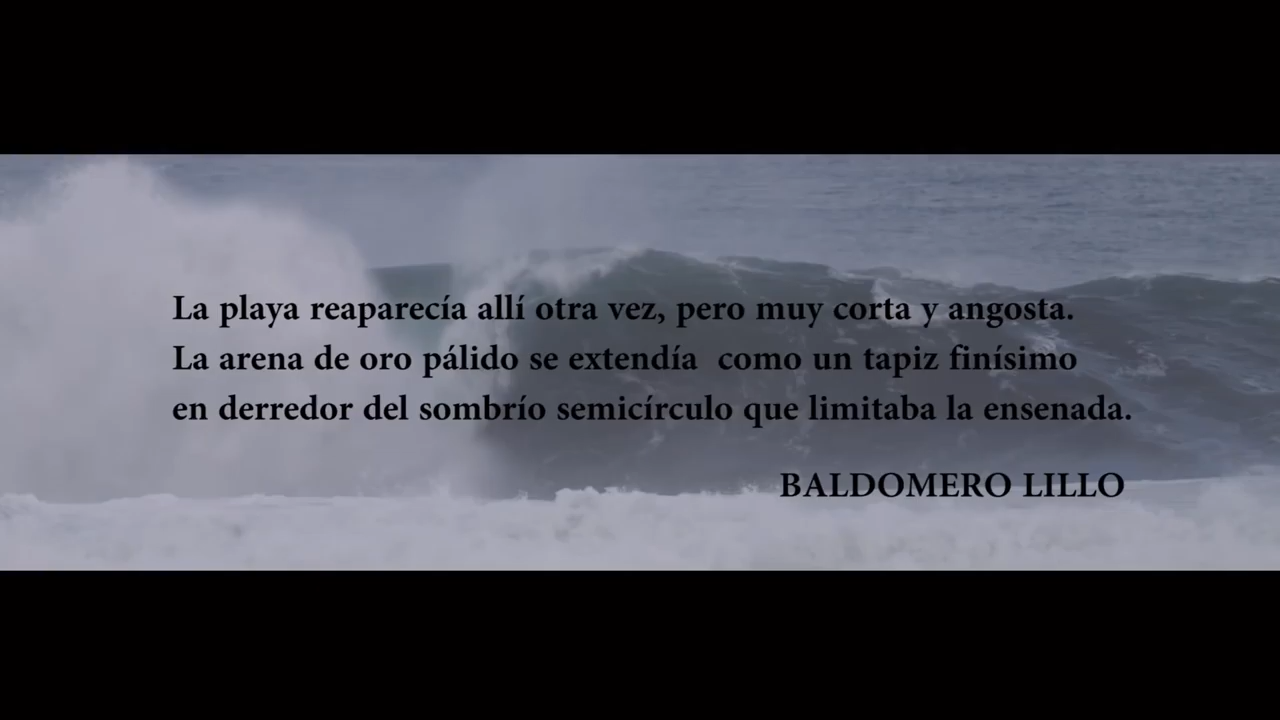 La playa reaparecía allí otra vez, pero muy corta y angosta.
La arena de oro pálido se extendía  como un tapiz finísimo
en derredor del sombrío semicírculo que limitaba la ensenada.
BALDOMERO LILLO